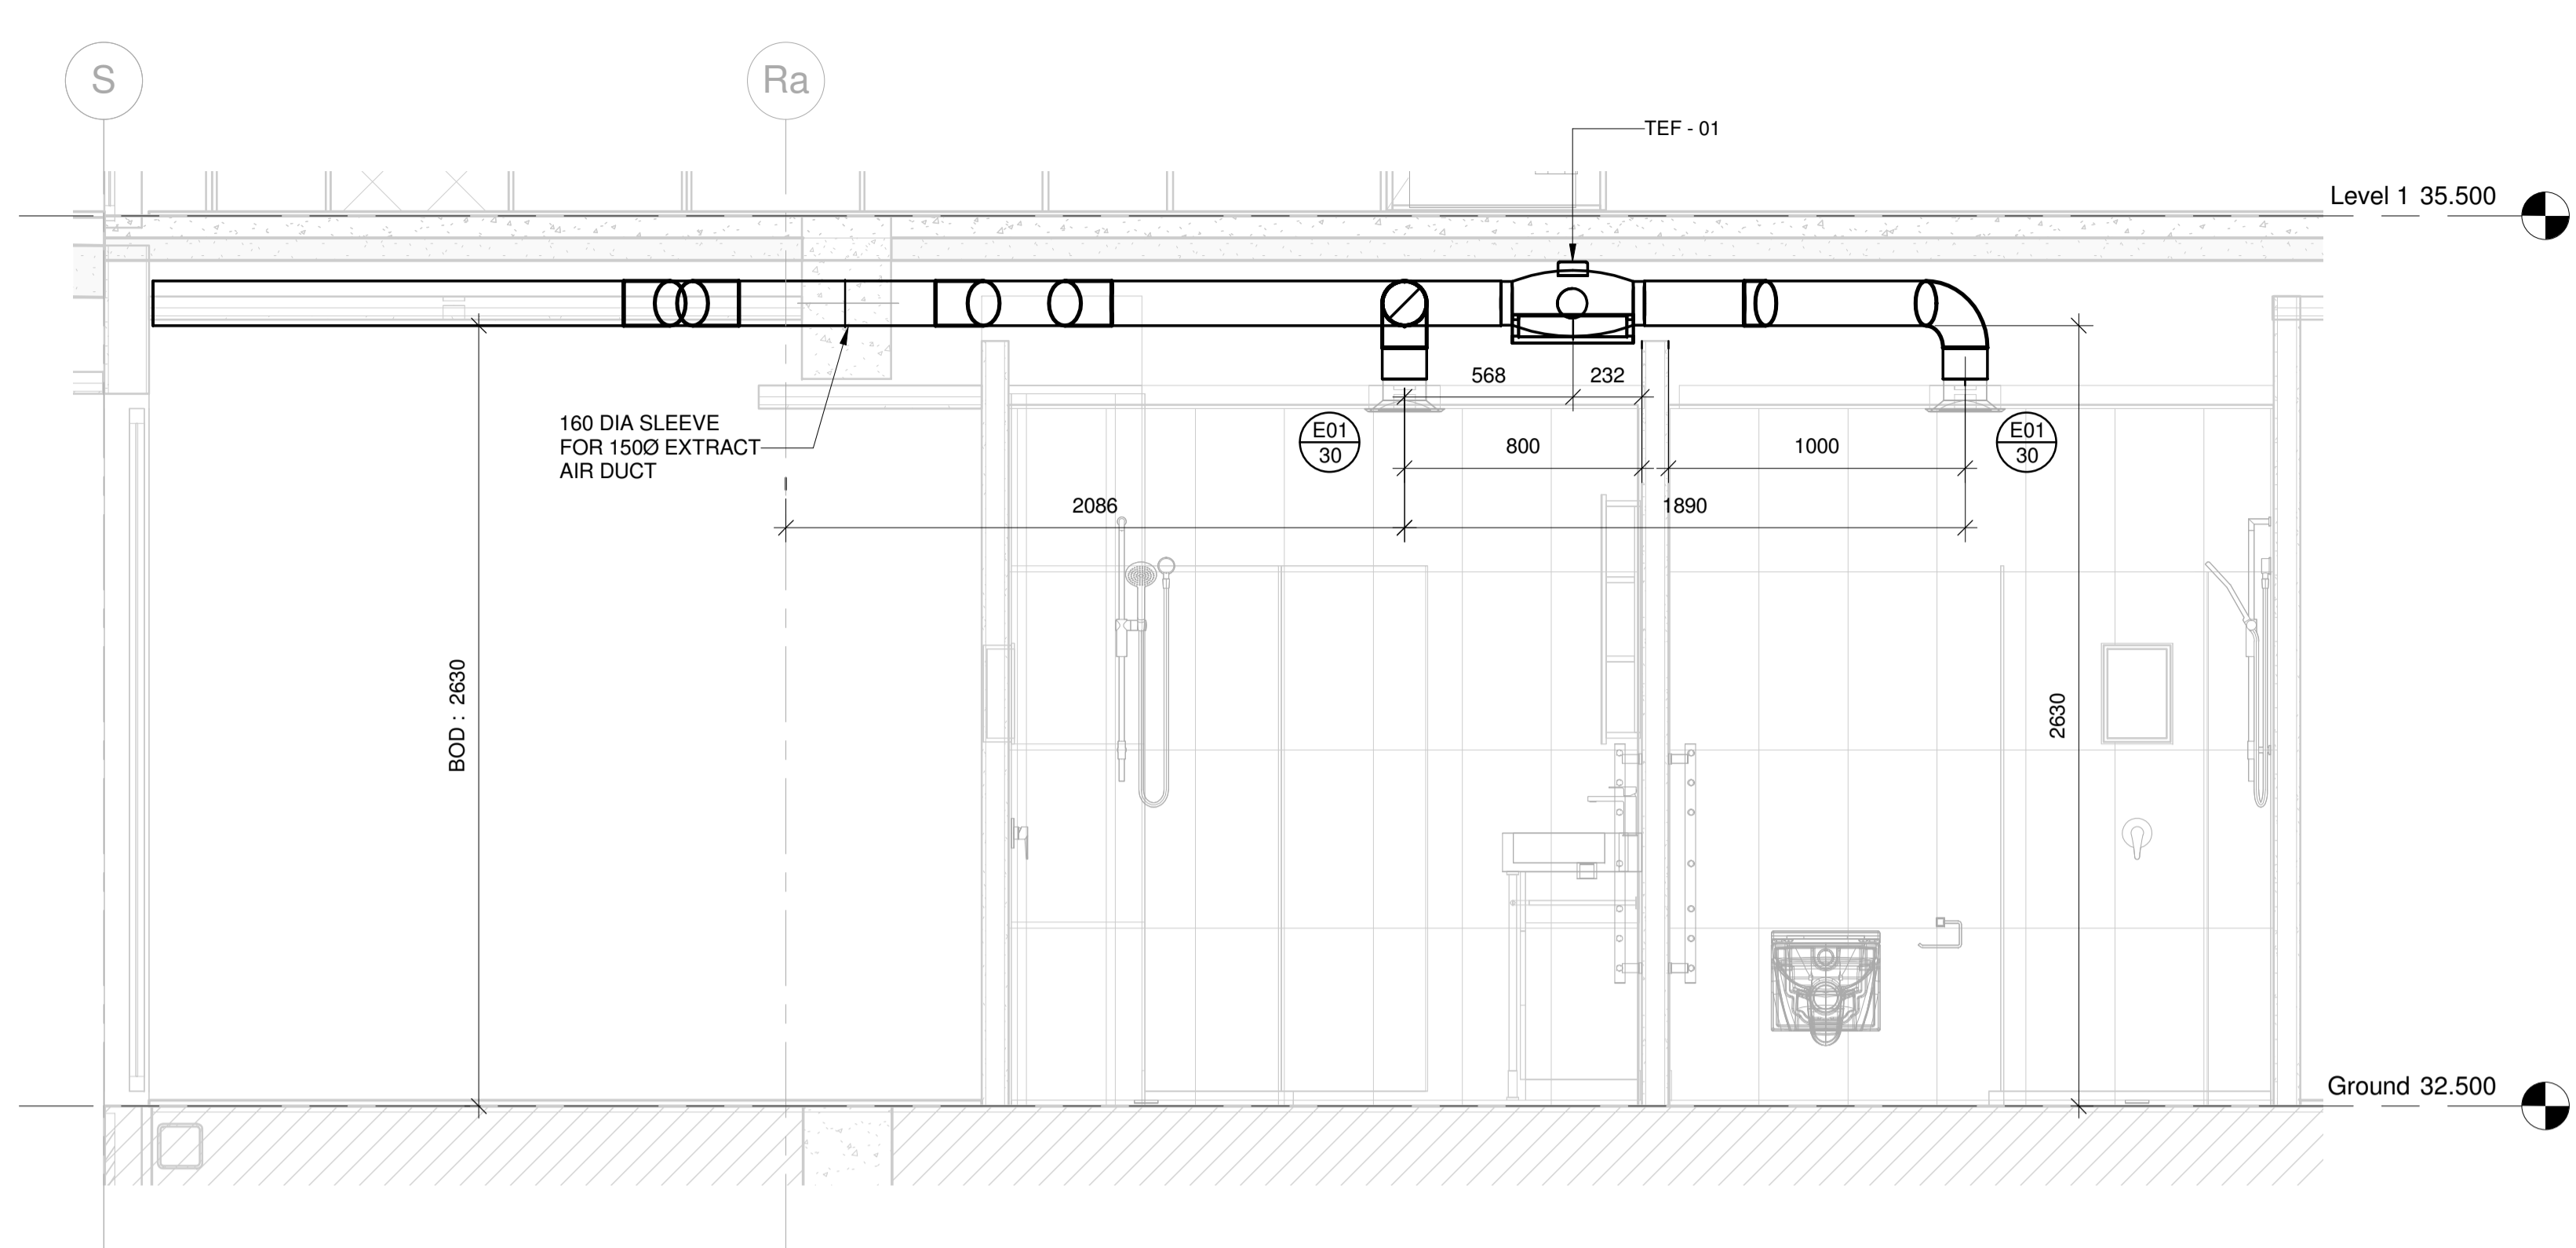 S
Ra
TEF - 01
Level 1 35.500
568
232
160 DIA SLEEVE
FOR 150Ø EXTRACT
AIR DUCT
E01
30
800
1000
E01
30
2086
1890
BOD : 2630
2630
Ground 32.500